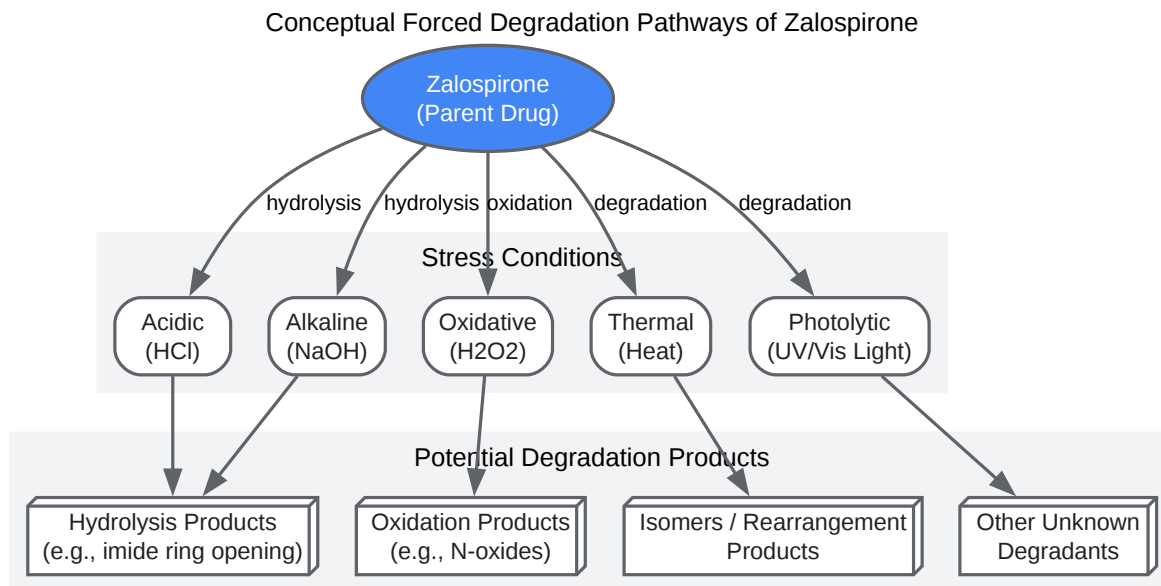 Conceptual Forced Degradation Pathways of Zalospirone
Zalospirone
(Parent Drug)
hydrolysis
hydrolysis
oxidation
degradation
degradation
Stress Conditions
Acidic
(HCl)
Alkaline
(NaOH)
Oxidative
(H2O2)
Thermal
(Heat)
Photolytic
(UV/Vis Light)
Potential Degradation Products
Hydrolysis Products
(e.g., imide ring opening)
Oxidation Products
(e.g., N-oxides)
Isomers / Rearrangement
Products
Other Unknown
Degradants